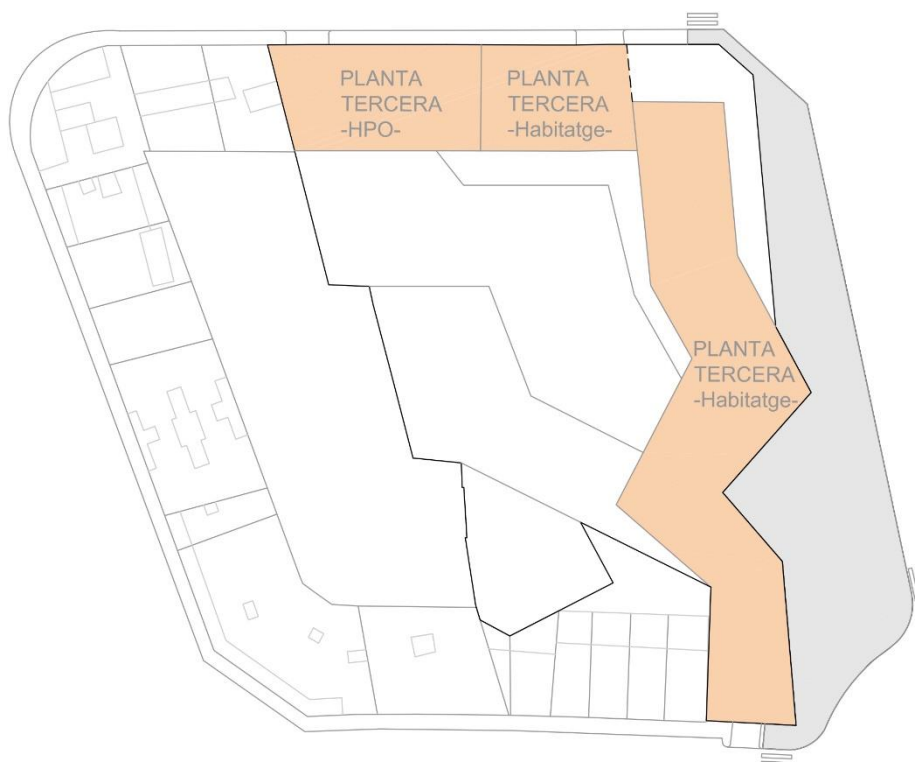 PLANTA
TERCERA
-HPO-
PLANTA
TERCERA
-Habitatge-
PLANTA
TERCERA
-Habitatge-